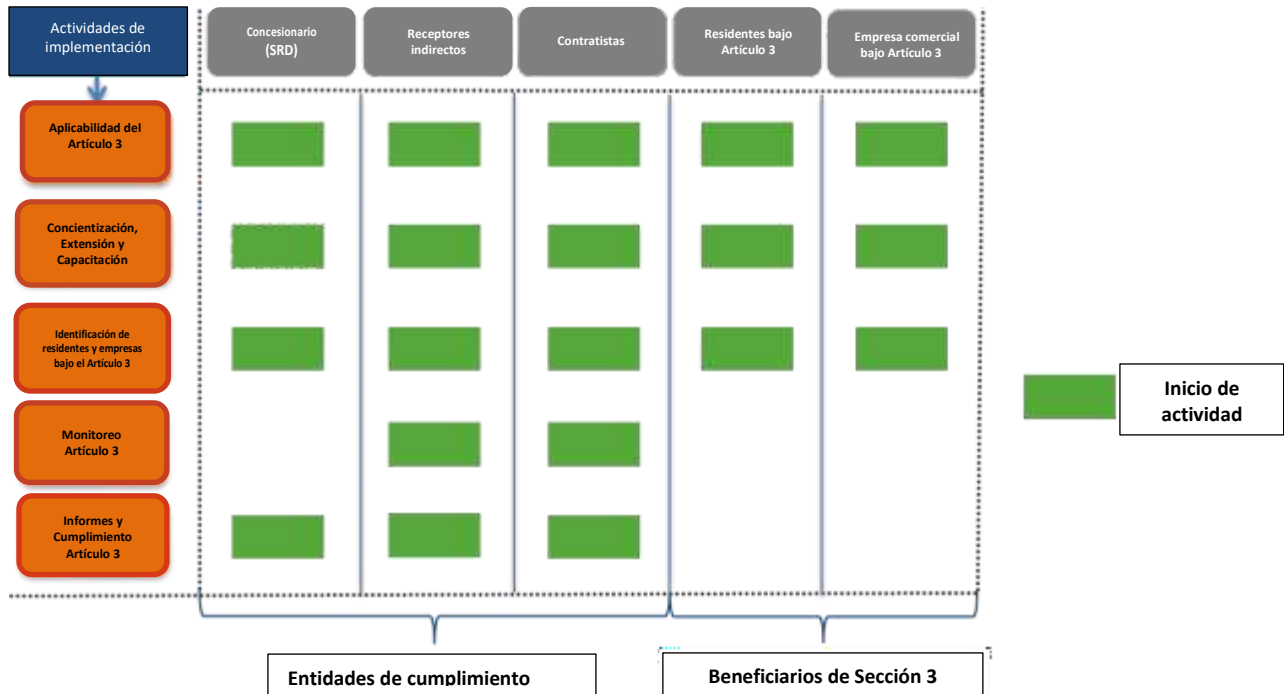 Actividades de
implementación
Concesionario
(SRD)
Receptores
indirectos
Contratistas
Residentes bajo
Artículo 3
Empresa comercial
bajo Artículo 3
Aplicabilidad del
Artículo 3
Concientización,
Extensión y
Capacitación
Identificación de
residentes y empresas
bajo el Artículo 3
Monitoreo
Artículo 3
Informes y
Cumplimiento
Artículo 3
Inicio de
actividad
Entidades de cumplimiento
Beneficiarios de Sección 3